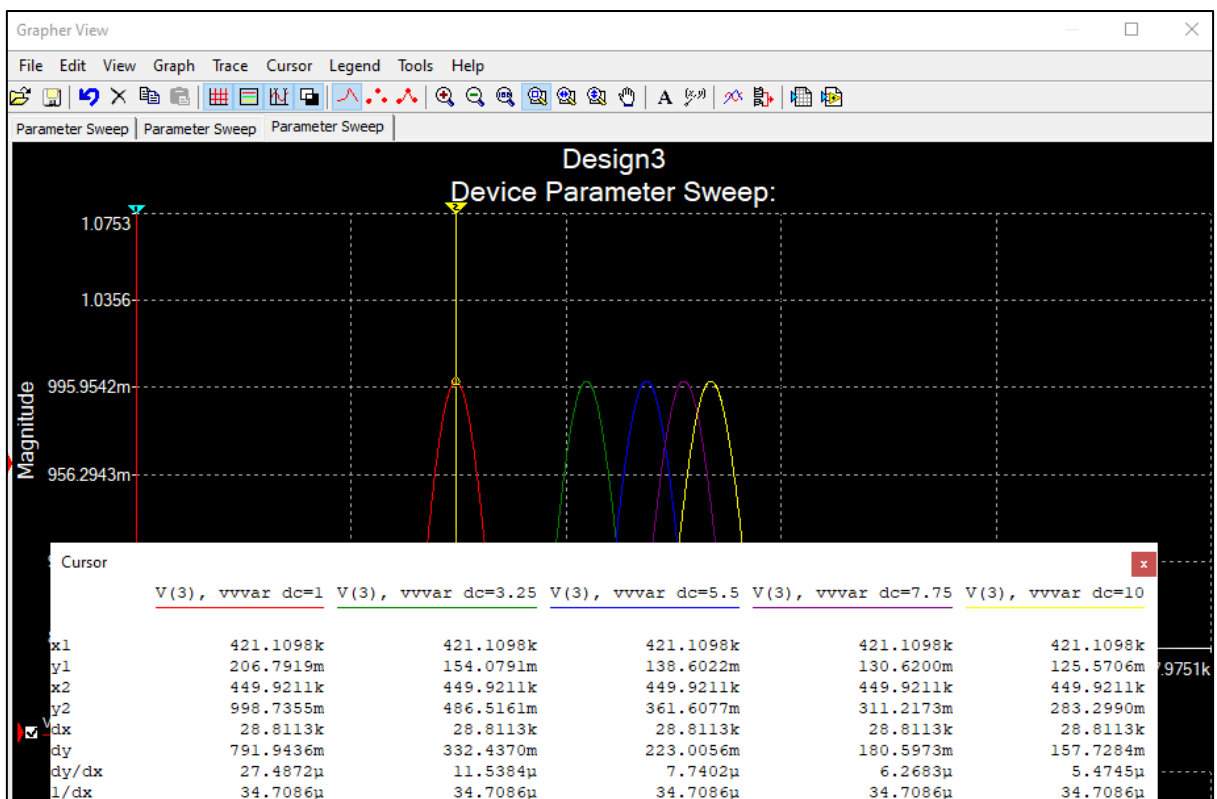 Grapher View
File Edit View Graph Trace Cursor Legend Tools Help
A (x,y)
Parameter Sweep Parameter Sweep Parameter Sweep
Design3
Device Parameter Sweep:
1 2
1.0753
1.0356
995.9542m
956.2943m
Magnitude
Cursor x
V(3), vvvar dc=1 V(3), vvvar dc=3.25 V(3), vvvar dc=5.5 V(3), vvvar dc=7.75 V(3), vvvar dc=10
x1 421.1098k 421.1098k 421.1098k 421.1098k 421.1098k
y1 206.7919m 154.0791m 138.6022m 130.6200m 125.5706m
x2 449.9211k 449.9211k 449.9211k 449.9211k 449.9211k
y2 998.7355m 486.5161m 361.6077m 311.2173m 283.2990m
dx 28.8113k 28.8113k 28.8113k 28.8113k 28.8113k
dy 791.9436m 332.4370m 223.0056m 180.5973m 157.7284m
dy/dx 27.4872µ 11.5384µ 7.7402µ 6.2683µ 5.4745µ
1/dx 34.7086µ 34.7086µ 34.7086µ 34.7086µ 34.7086µ